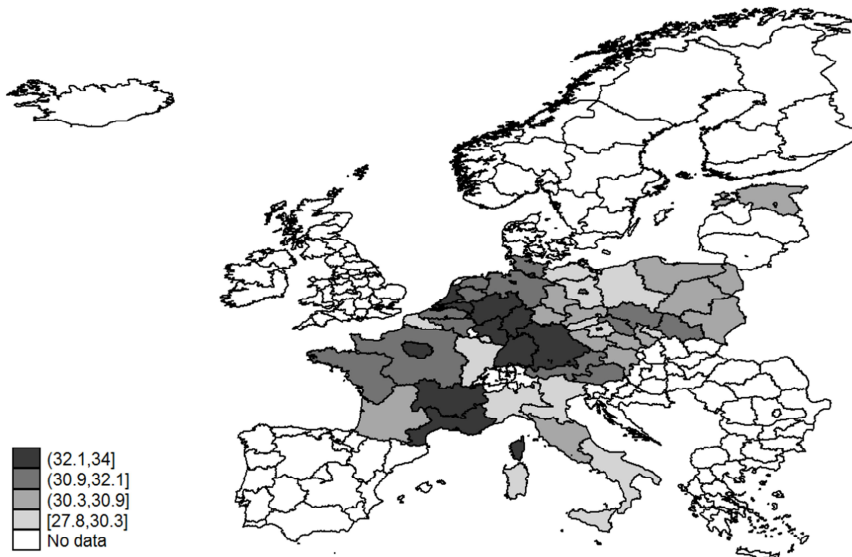 (32.1,34]
(30.9,32.1]
(30.3,30.9]
[27.8,30.3]
No data